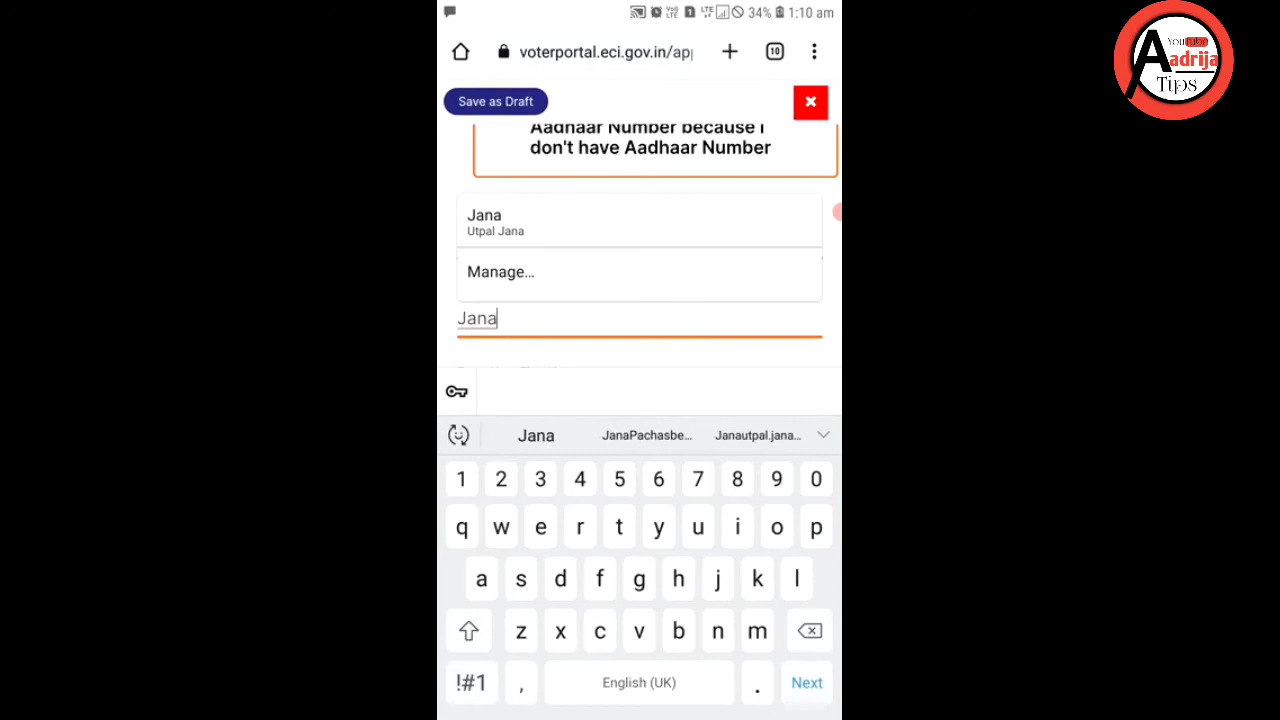 34% 1:10 am
voterportal.eci.gov.in/app
10
Save as Draft
Aadhaar Number because I
don't have Aadhaar Number
Jana
Utpal Jana
Manage...
Jana
Jana JanaPachasbe... Janautpal.jana...
1 2 3 4 5 6 7 8 9 0
q w e r t y u i o p
a s d f g h j k l
z x c v b n m
!#1 , English (UK) . Next
YouTube
Aadrija
Tips